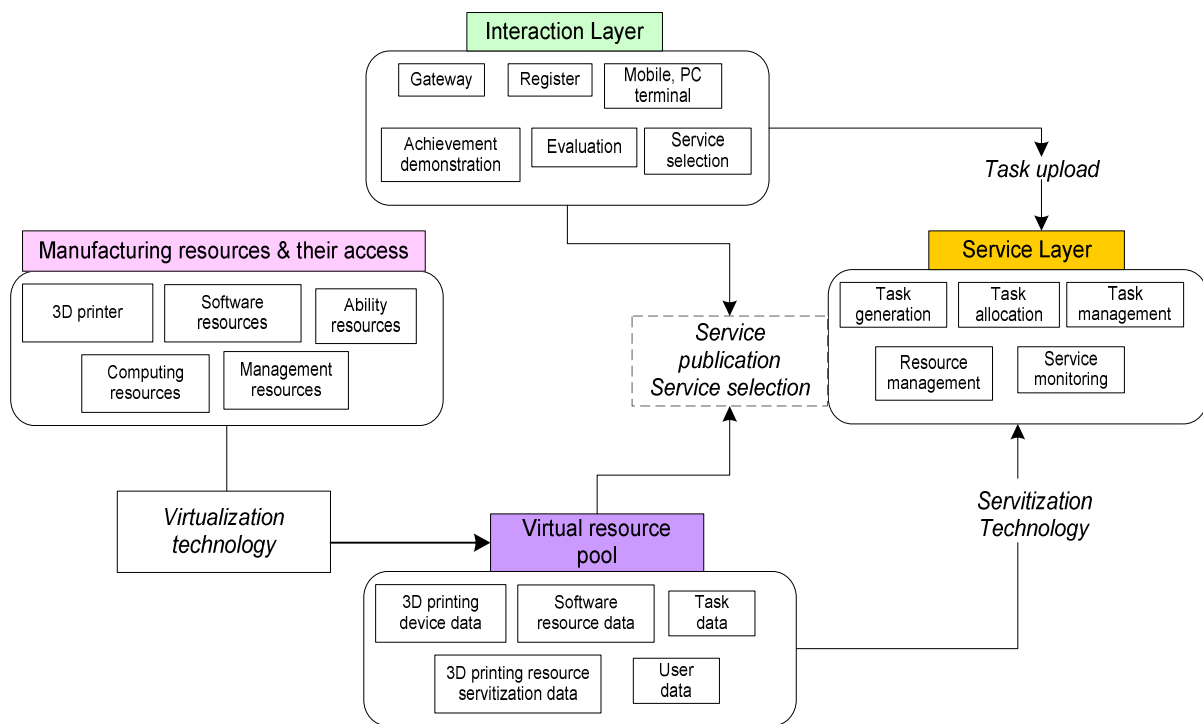 Interaction Layer
Gateway
Register
Mobile, PC
terminal
Achievement
demonstration
Evaluation
Service
selection
Task upload
Manufacturing resources & their access
3D printer
Software
resources
Ability
resources
Computing
resources
Management
resources
Service Layer
Task
generation
Task
allocation
Task
management
Resource
management
Service
monitoring
Service
publication
Service selection
Virtualization
technology
Servitization
Technology
Virtual resource
pool
3D printing
device data
Software
resource data
Task
data
3D printing resource
servitization data
User
data